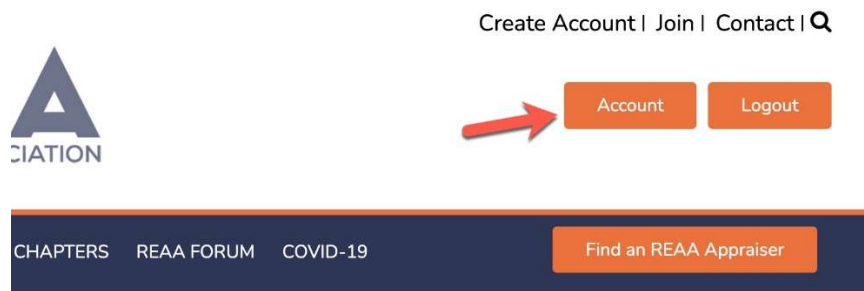 Create Account | Join | Contact |
Account Logout
A
CIATION
CHAPTERS REAA FORUM COVID-19 Find an REAA Appraiser